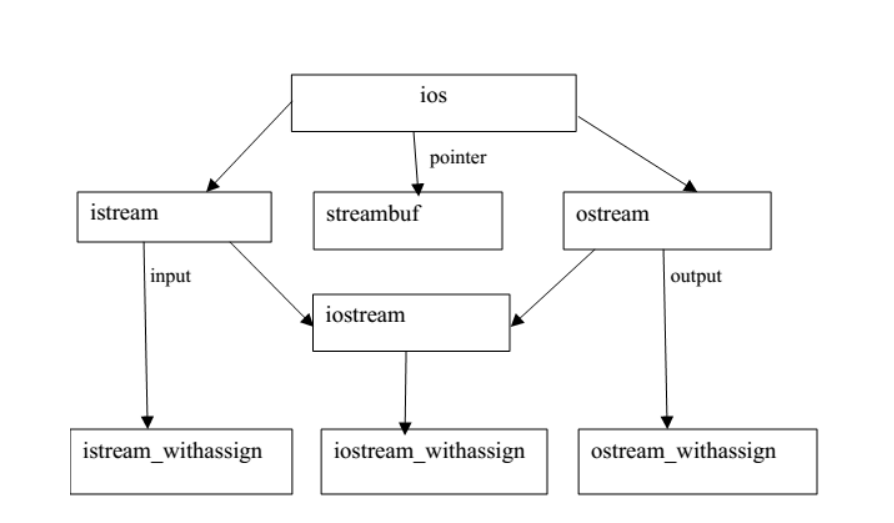 ios
pointer
istream
streambuf
ostream
input
output
iostream
istream_withassign
iostream_withassign
ostream_withassign